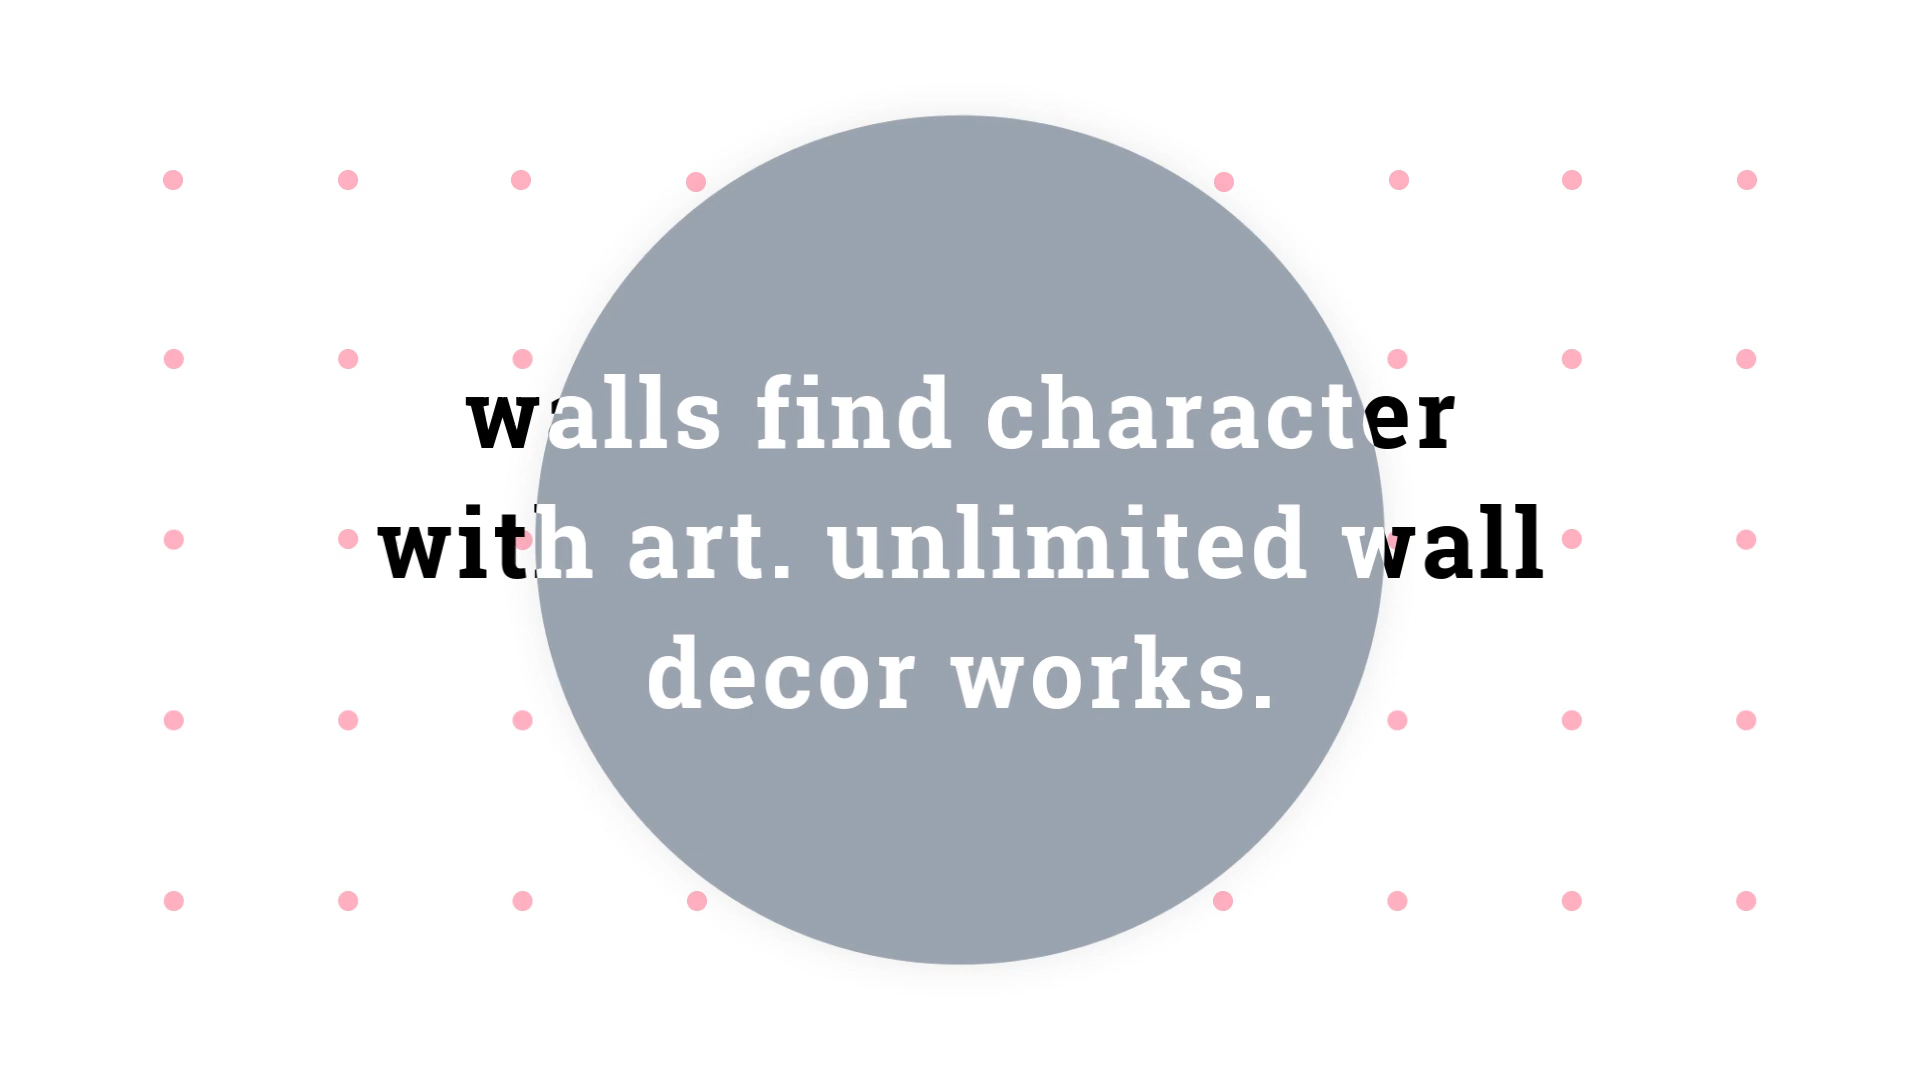 walls find character
with art. unlimited wall
decor works.